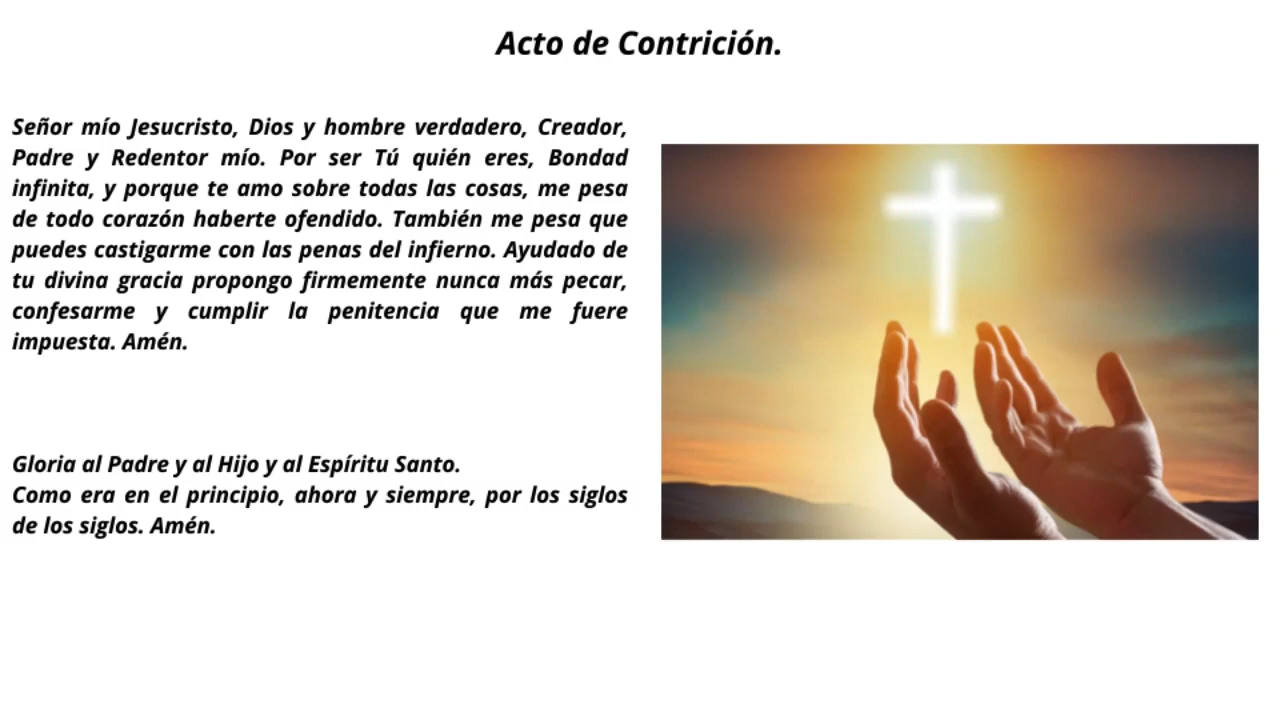 Acto de Contrición.
Señor mío Jesucristo, Dios y hombre verdadero, Creador,
Padre y Redentor mío. Por ser Tú quién eres, Bondad
infinita, y porque te amo sobre todas las cosas, me pesa
de todo corazón haberte ofendido. También me pesa que
puedes castigarme con las penas del infierno. Ayudado de
tu divina gracia propongo firmemente nunca más pecar,
confesarme y cumplir la penitencia que me fuere
impuesta. Amén.
Gloria al Padre y al Hijo y al Espíritu Santo.
Como era en el principio, ahora y siempre, por los siglos
de los siglos. Amén.